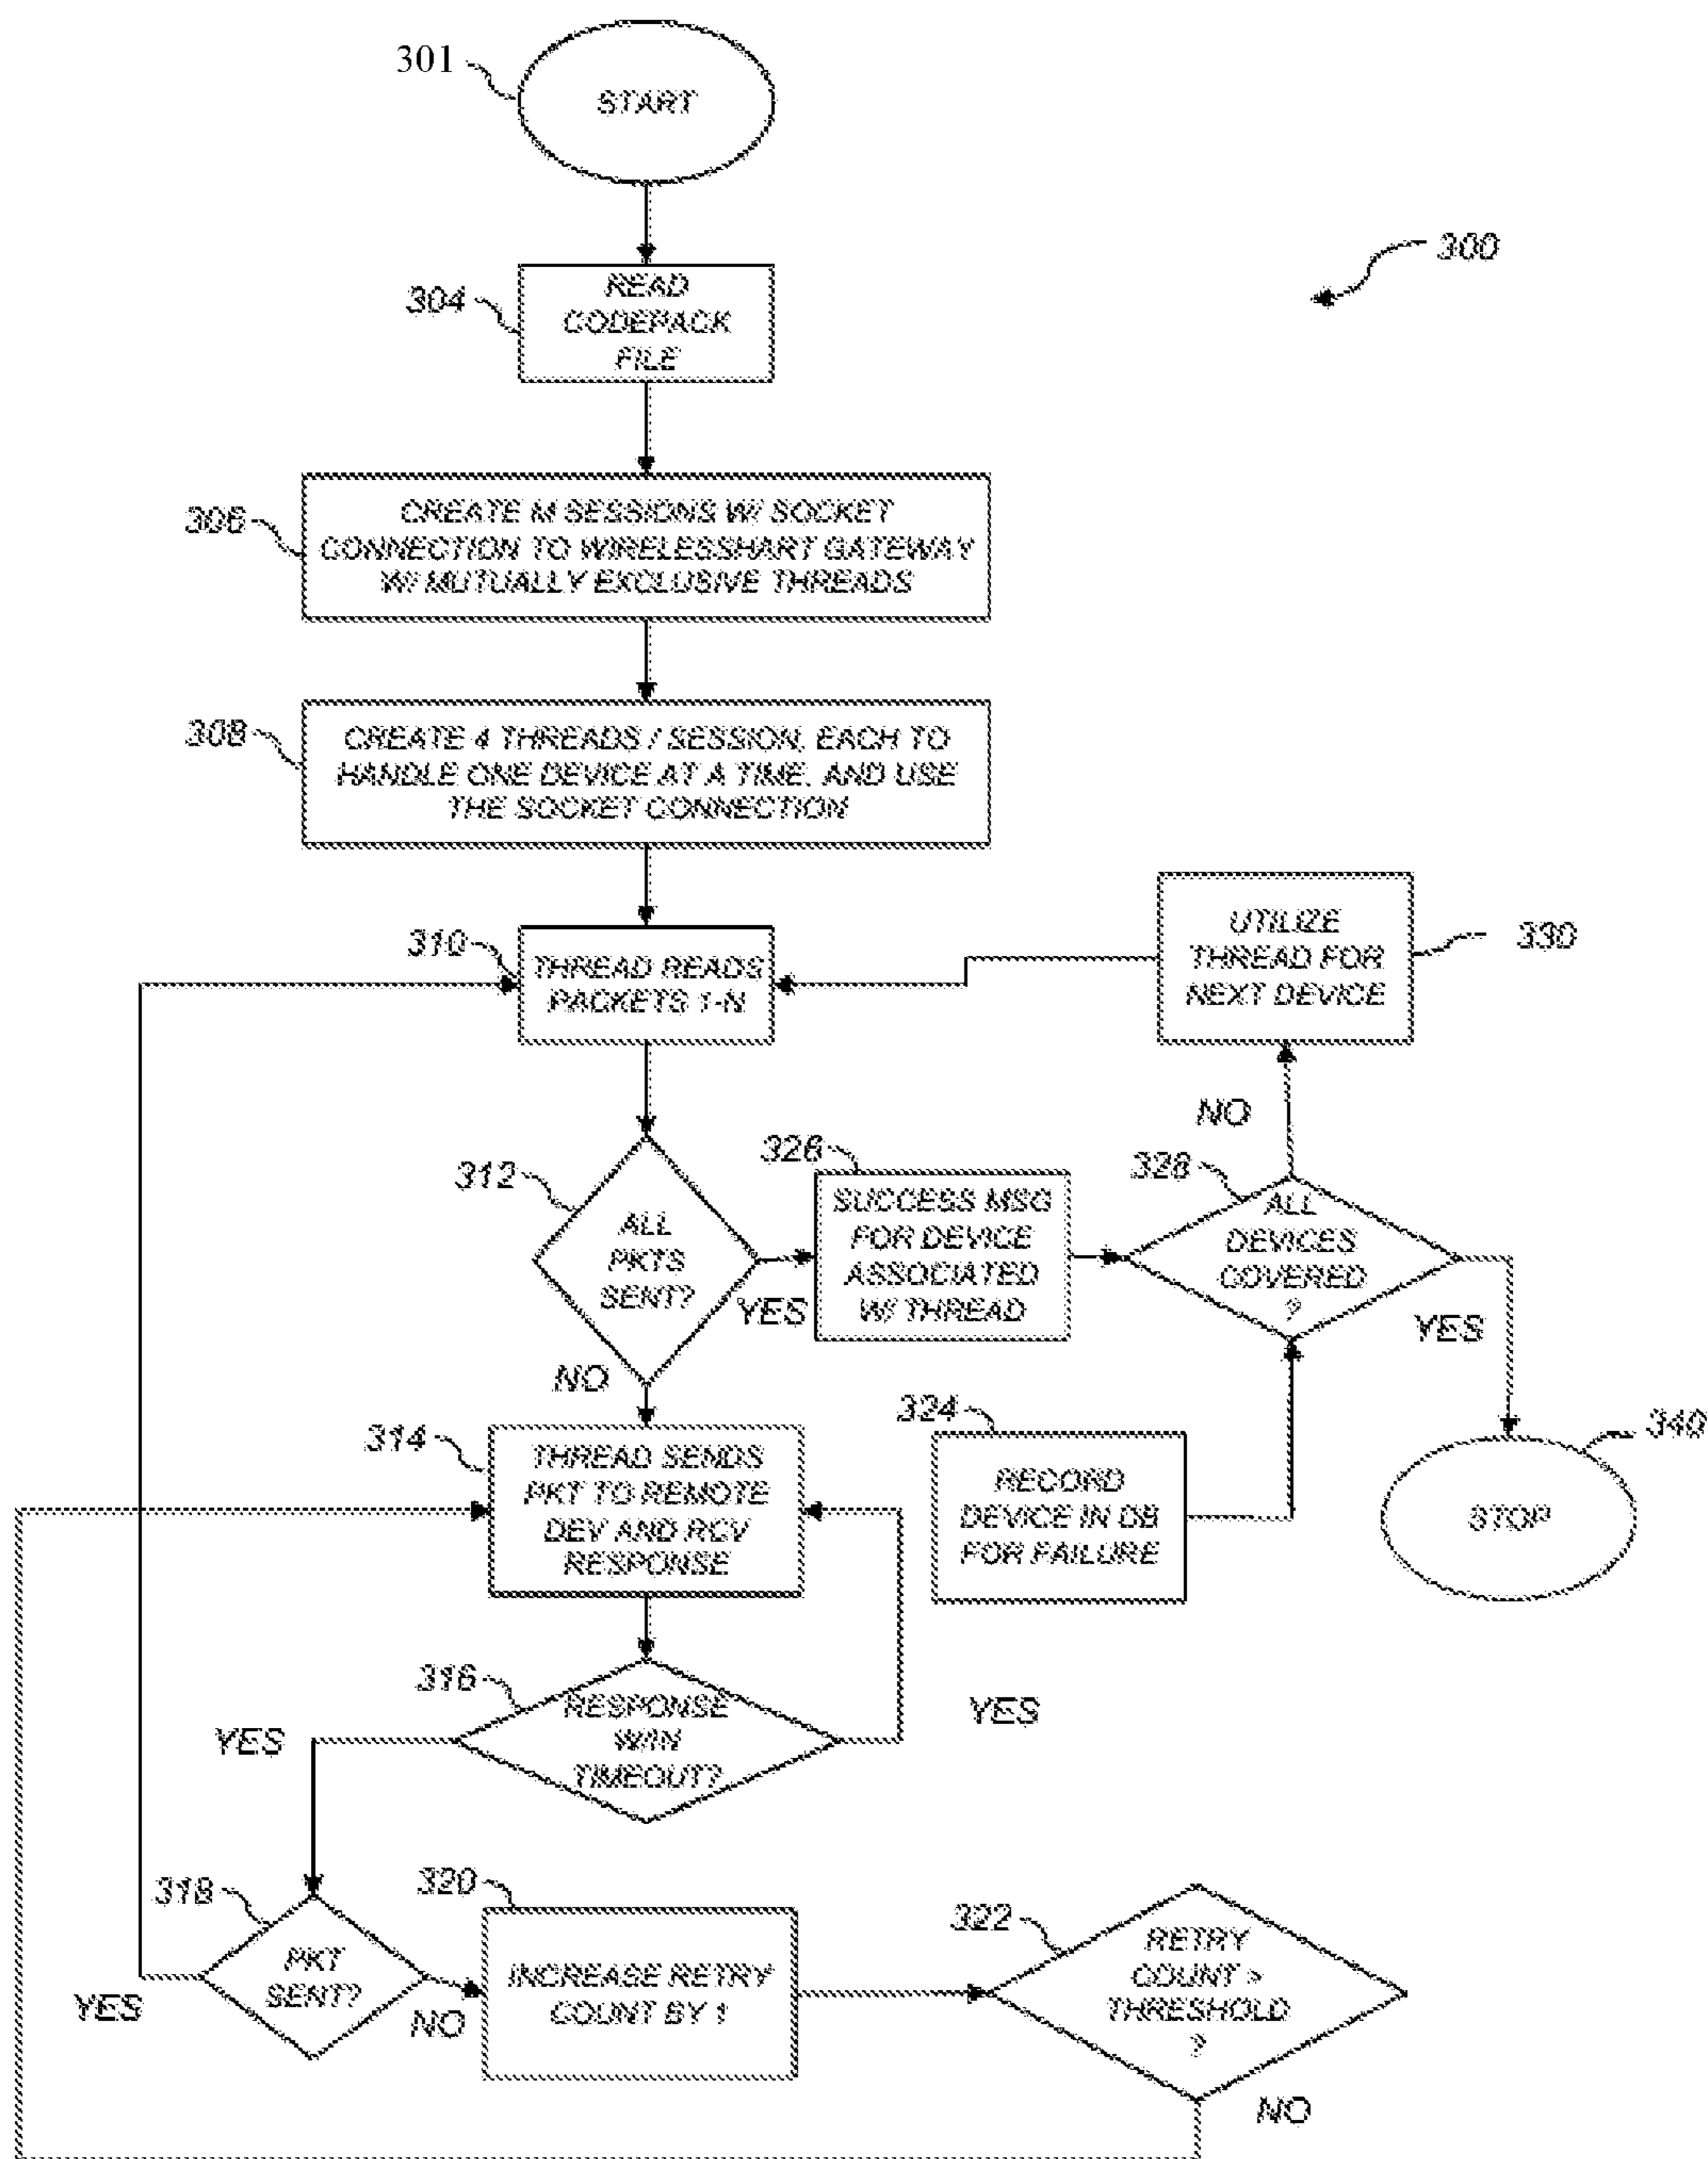 301
START
300
304
READ
CODEPACK
FILE
306
CREATE M SESSIONS W/ SOCKET
CONNECTION TO WIRELESSHART GATEWAY
W/ MUTUALLY EXCLUSIVE THREADS
308
CREATE 4 THREADS / SESSION, EACH TO
HANDLE ONE DEVICE AT A TIME, AND USE
THE SOCKET CONNECTION
310
THREAD READS
PACKETS 1-N
UTILIZE
THREAD FOR
NEXT DEVICE
330
NO
312
ALL
PKTS
SENT?
YES
NO
326
SUCCESS MSG
FOR DEVICE
ASSOCIATED
W/ THREAD
328
ALL
DEVICES
COVERED
?
YES
314
THREAD SENDS
PKT TO REMOTE
DEV AND RCV
RESPONSE
324
RECORD
DEVICE IN DB
FOR FAILURE
340
STOP
316
RESPONSE
W/IN
TIMEOUT?
YES
YES
318
PKT
SENT?
YES
NO
320
INCREASE RETRY
COUNT BY 1
322
RETRY
COUNT >
THRESHOLD
?
NO